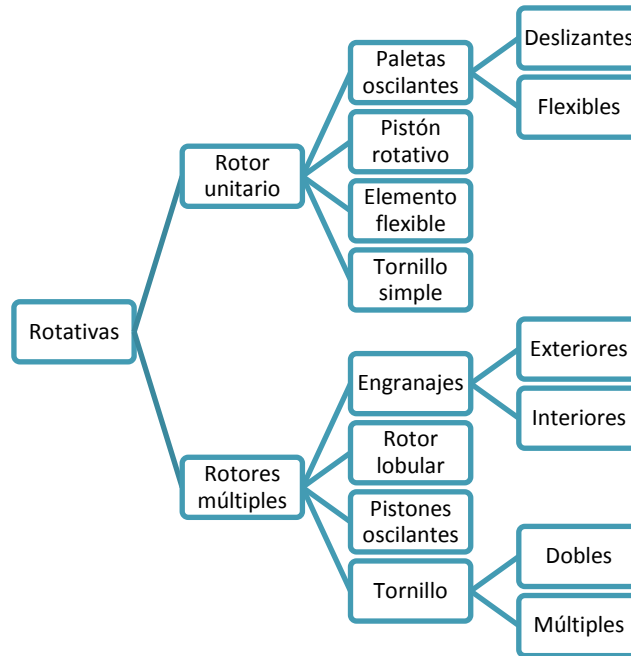 Rotativas
Rotor
unitario
Paletas
oscilantes
Deslizantes
Flexibles
Pistón
rotativo
Elemento
flexible
Tornillo
simple
Rotores
múltiples
Engranajes
Exteriores
Interiores
Rotor
lobular
Pistones
oscilantes
Tornillo
Dobles
Múltiples